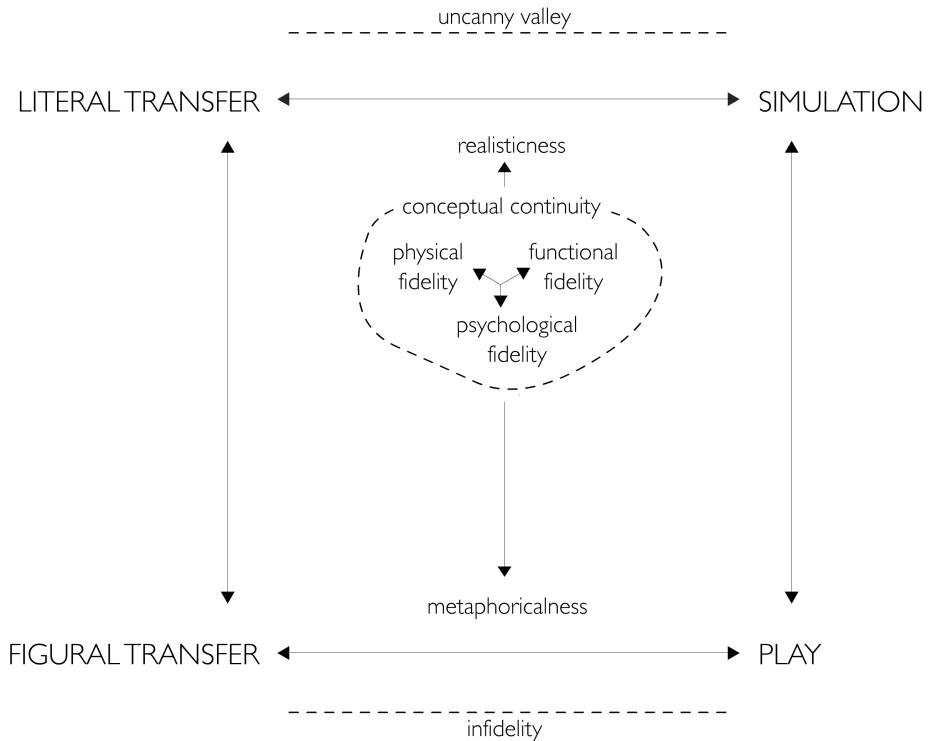 uncanny valley
LITERAL TRANSFER
SIMULATION
realisticness
conceptual continuity
physical
fidelity
functional
fidelity
psychological
fidelity
metaphoricalness
FIGURAL TRANSFER
PLAY
infidelity